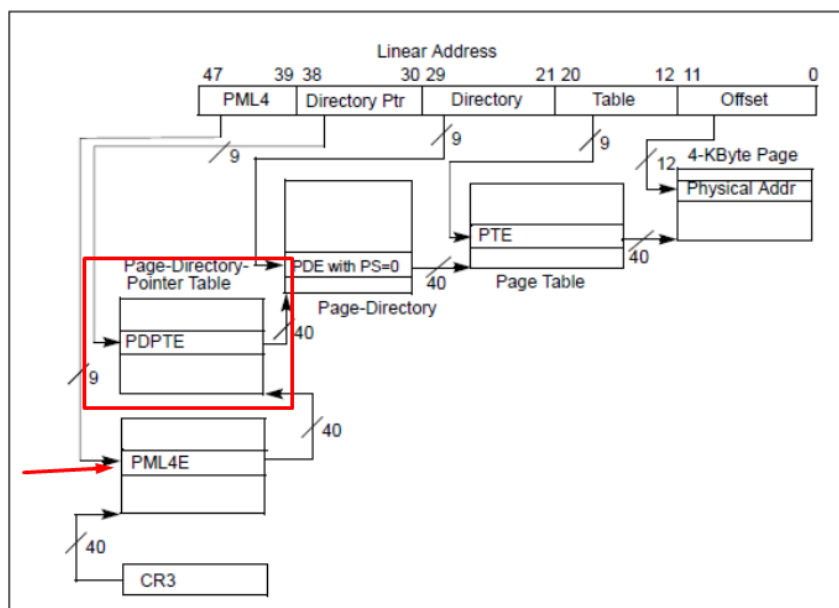 Linear Address
47 39 38 30 29 21 20 12 11 0
PML4 Directory Ptr Directory Table Offset
9 9 9
12 4-KByte Page
Physical Addr
PTE
40
Page Table
PDE with PS=0
40
Page-Directory
Page-Directory-
Pointer Table
PDPTE
40
9
40
PML4E
40
CR3